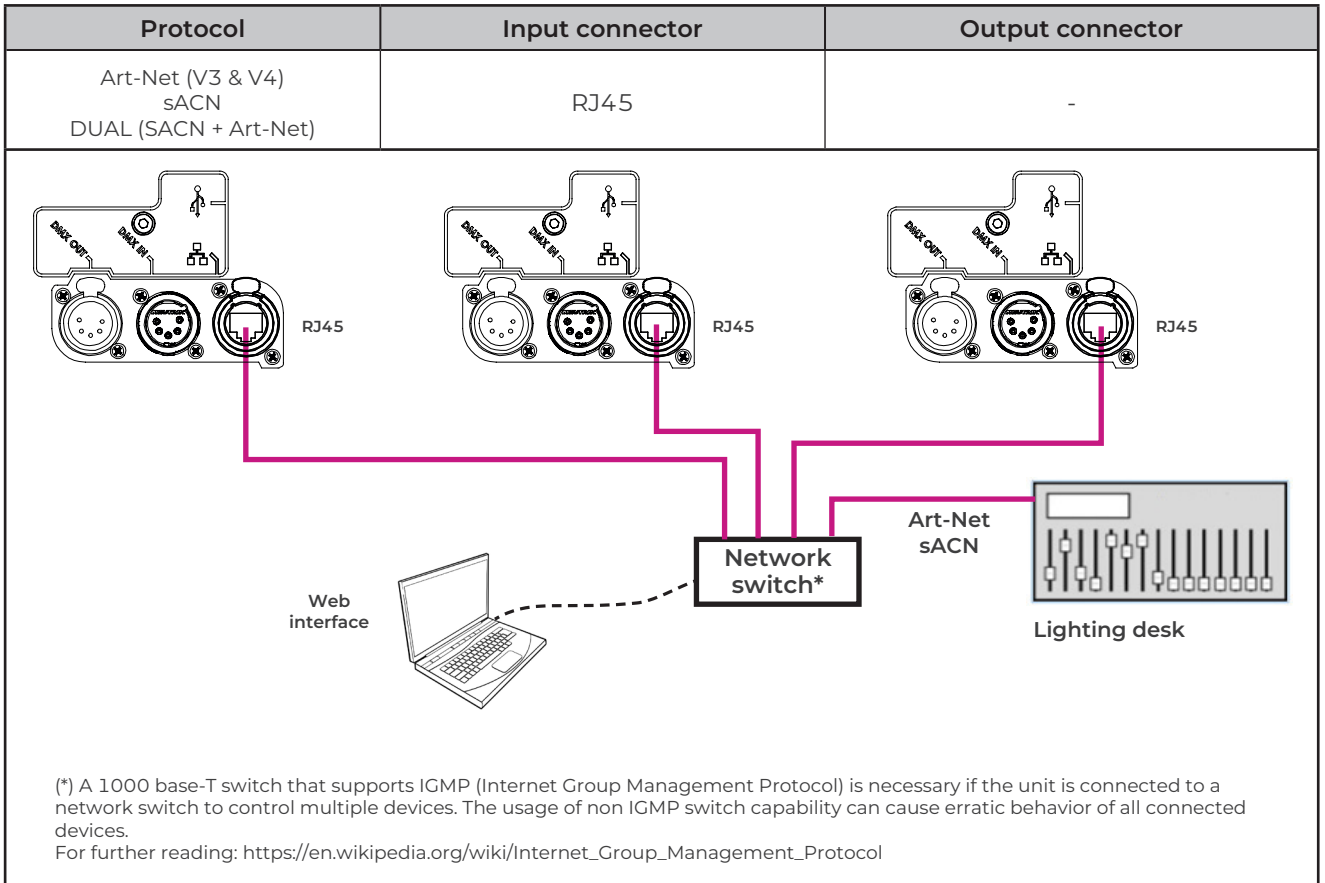 Protocol
Input connector
Output connector
Art-Net (V3 & V4)
sACN
DUAL (SACN + Art-Net)
RJ45
-
DMX OUT
DMX IN
RJ45
DMX OUT
DMX IN
RJ45
DMX OUT
DMX IN
RJ45
Art-Net
sACN
Network
switch*
Web
interface
Lighting desk
(*) A 1000 base-T switch that supports IGMP (Internet Group Management Protocol) is necessary if the unit is connected to a
network switch to control multiple devices. The usage of non IGMP switch capability can cause erratic behavior of all connected
devices.
For further reading: https://en.wikipedia.org/wiki/Internet_Group_Management_Protocol